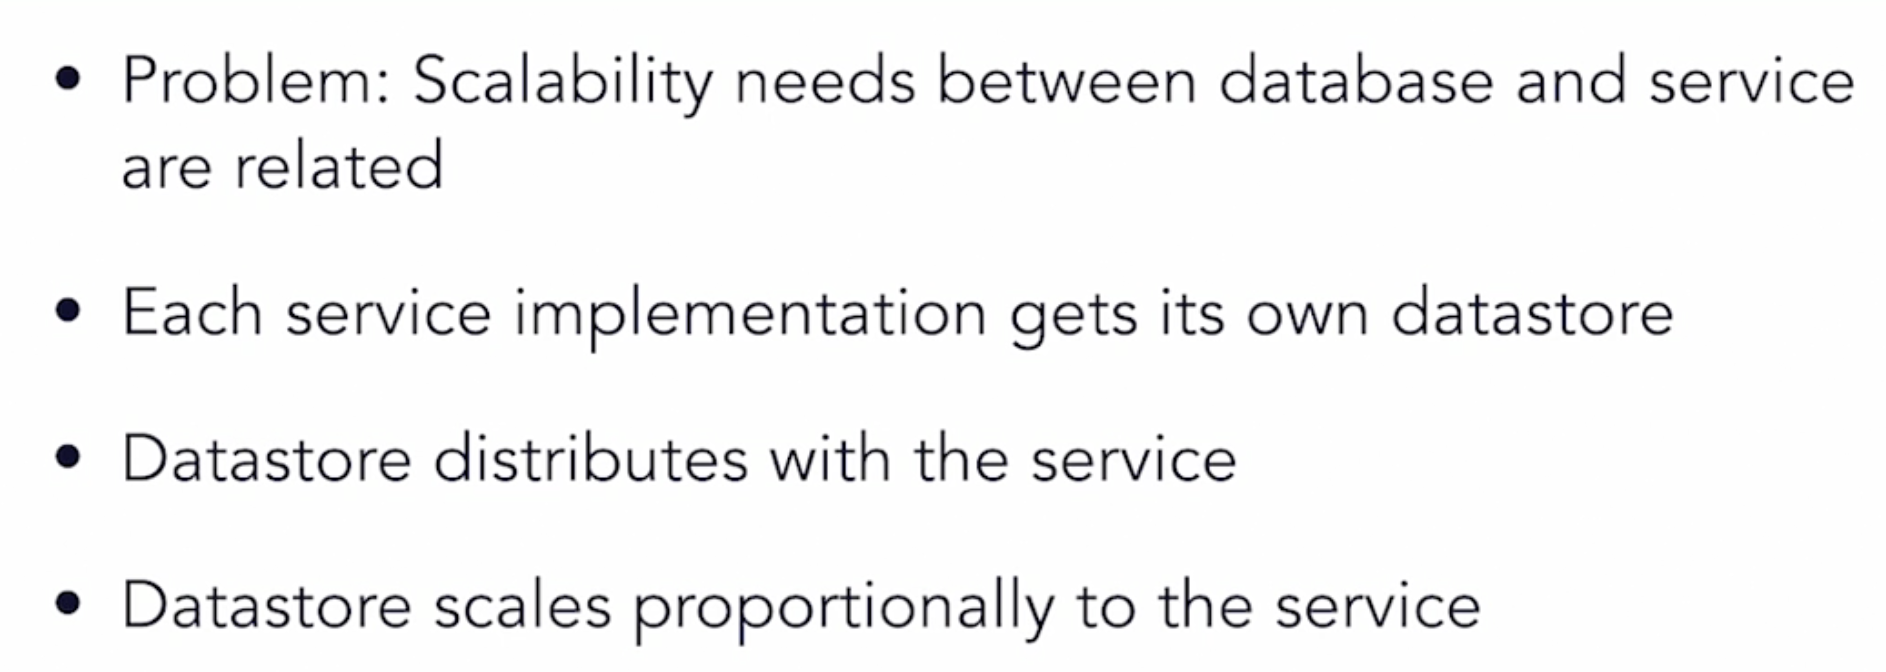 • Problem: Scalability needs between database and service
are related
• Each service implementation gets its own datastore
• Datastore distributes with the service
• Datastore scales proportionally to the service